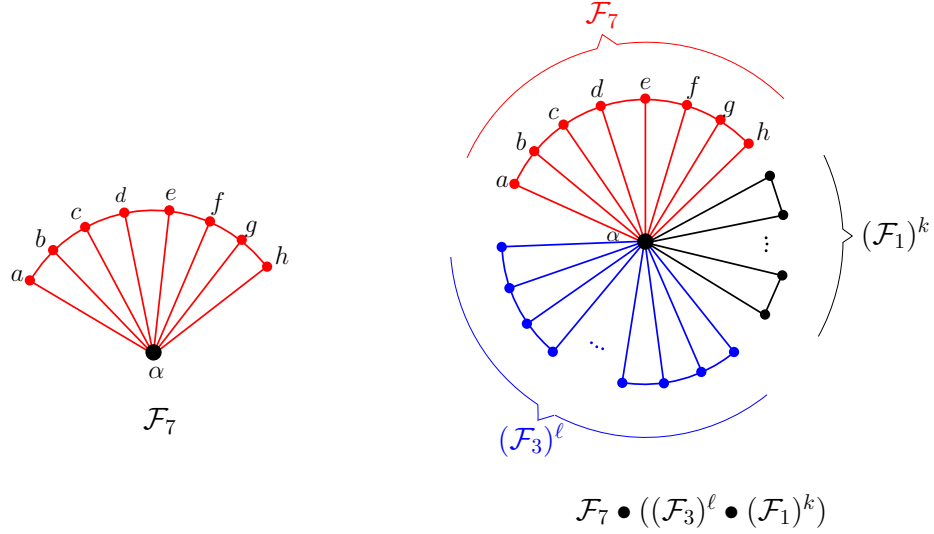 a
b
c
d
e
f
g
h
α
𝓕₇
𝓕₇
a
b
c
d
e
f
g
h
α
⋮
(𝓕₁)ᵏ
⋯
(𝓕₃)^ℓ
𝓕₇ ● ((𝓕₃)^ℓ ● (𝓕₁)ᵏ)